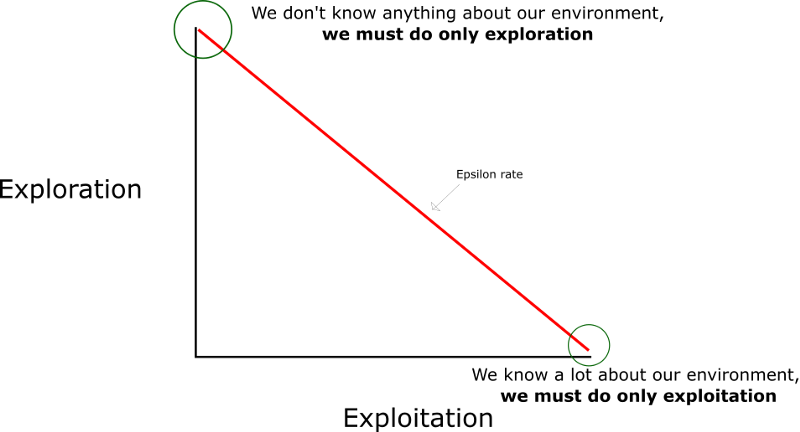 We don't know anything about our environment,
we must do only exploration
Epsilon rate
Exploration
We know a lot about our environment,
we must do only exploitation
Exploitation